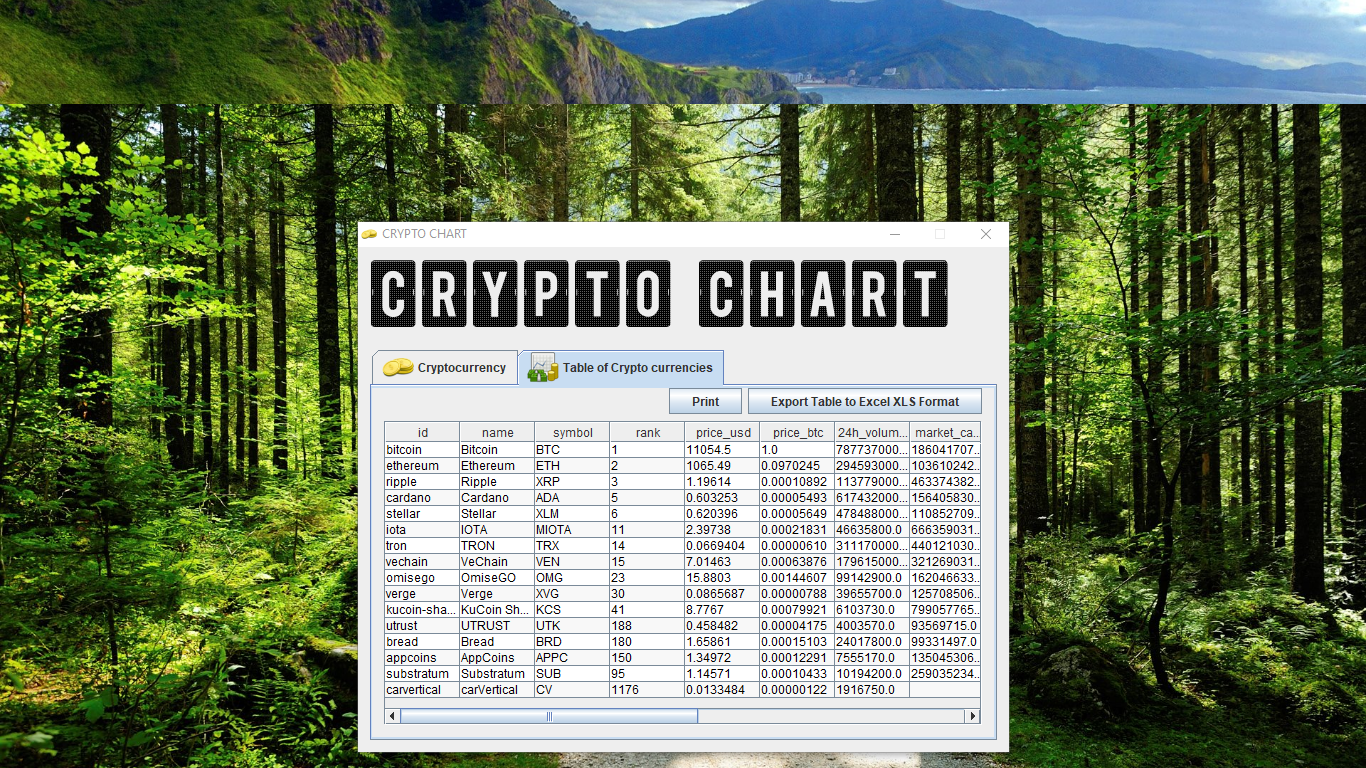 CRYPTO CHART
CRYPTO CHART
Cryptocurrency Table of Crypto currencies
Print Export Table to Excel XLS Format
id name symbol rank price_usd price_btc 24h_volum... market_ca...
bitcoin Bitcoin BTC 1 11054.5 1.0 787737000... 186041707...
ethereum Ethereum ETH 2 1065.49 0.0970245 294593000... 103610242...
ripple Ripple XRP 3 1.19614 0.00010892 113779000... 463374382...
cardano Cardano ADA 5 0.603253 0.00005493 617432000... 156405830...
stellar Stellar XLM 6 0.620396 0.00005649 478488000... 110852709...
iota IOTA MIOTA 11 2.39738 0.00021831 46635800.0 666359031...
tron TRON TRX 14 0.0669404 0.00000610 311170000... 440121030...
vechain VeChain VEN 15 7.01463 0.00063876 179615000... 321269031...
omisego OmiseGO OMG 23 15.8803 0.00144607 99142900.0 162046633...
verge Verge XVG 30 0.0865687 0.00000788 39655700.0 125708506...
kucoin-sha... KuCoin Sh... KCS 41 8.7767 0.00079921 6103730.0 799057765...
utrust UTRUST UTK 188 0.458482 0.00004175 4003570.0 93569715.0
bread Bread BRD 180 1.65861 0.00015103 24017800.0 99331497.0
appcoins AppCoins APPC 150 1.34972 0.00012291 7555170.0 135045306...
substratum Substratum SUB 95 1.14571 0.00010433 10194200.0 259035234...
carvertical carVertical CV 1176 0.0133484 0.00000122 1916750.0